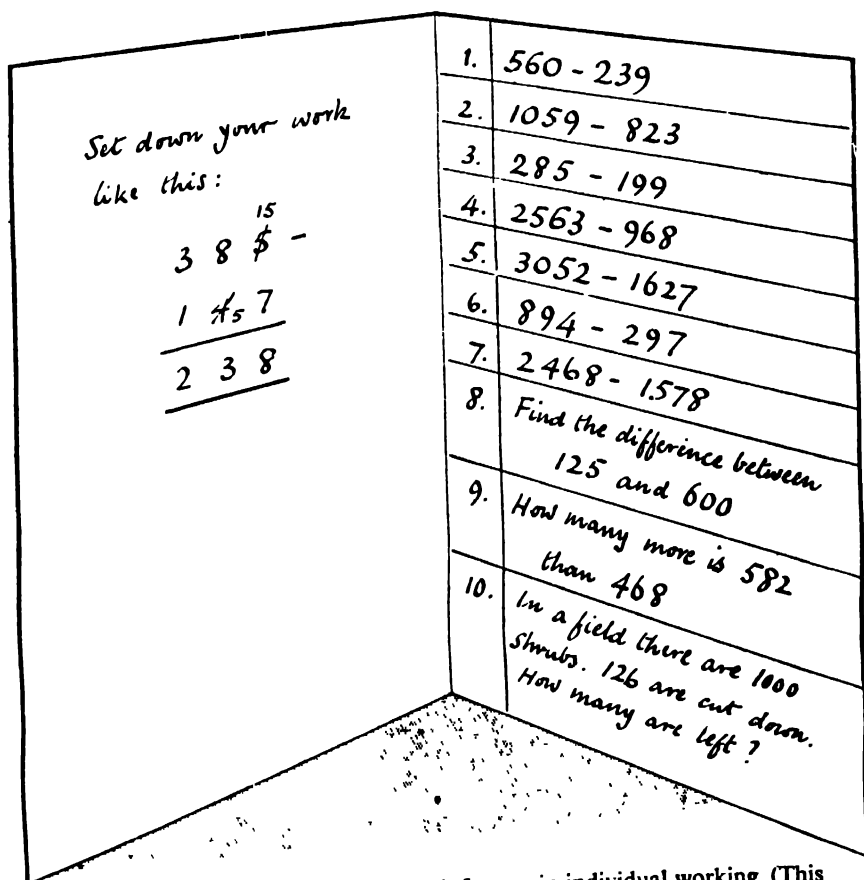 Set down your work
like this:
15
3 8 5 -
1 4 5 7
2 3 8
1. 560 - 239
2. 1059 - 823
3. 285 - 199
4. 2563 - 968
5. 3052 - 1627
6. 894 - 297
7. 2468 - 1578
8. Find the difference between
125 and 600
9. How many more is 582
than 468
10. In a field there are 1000
shrubs. 126 are cut down.
How many are left?
individual working. (This